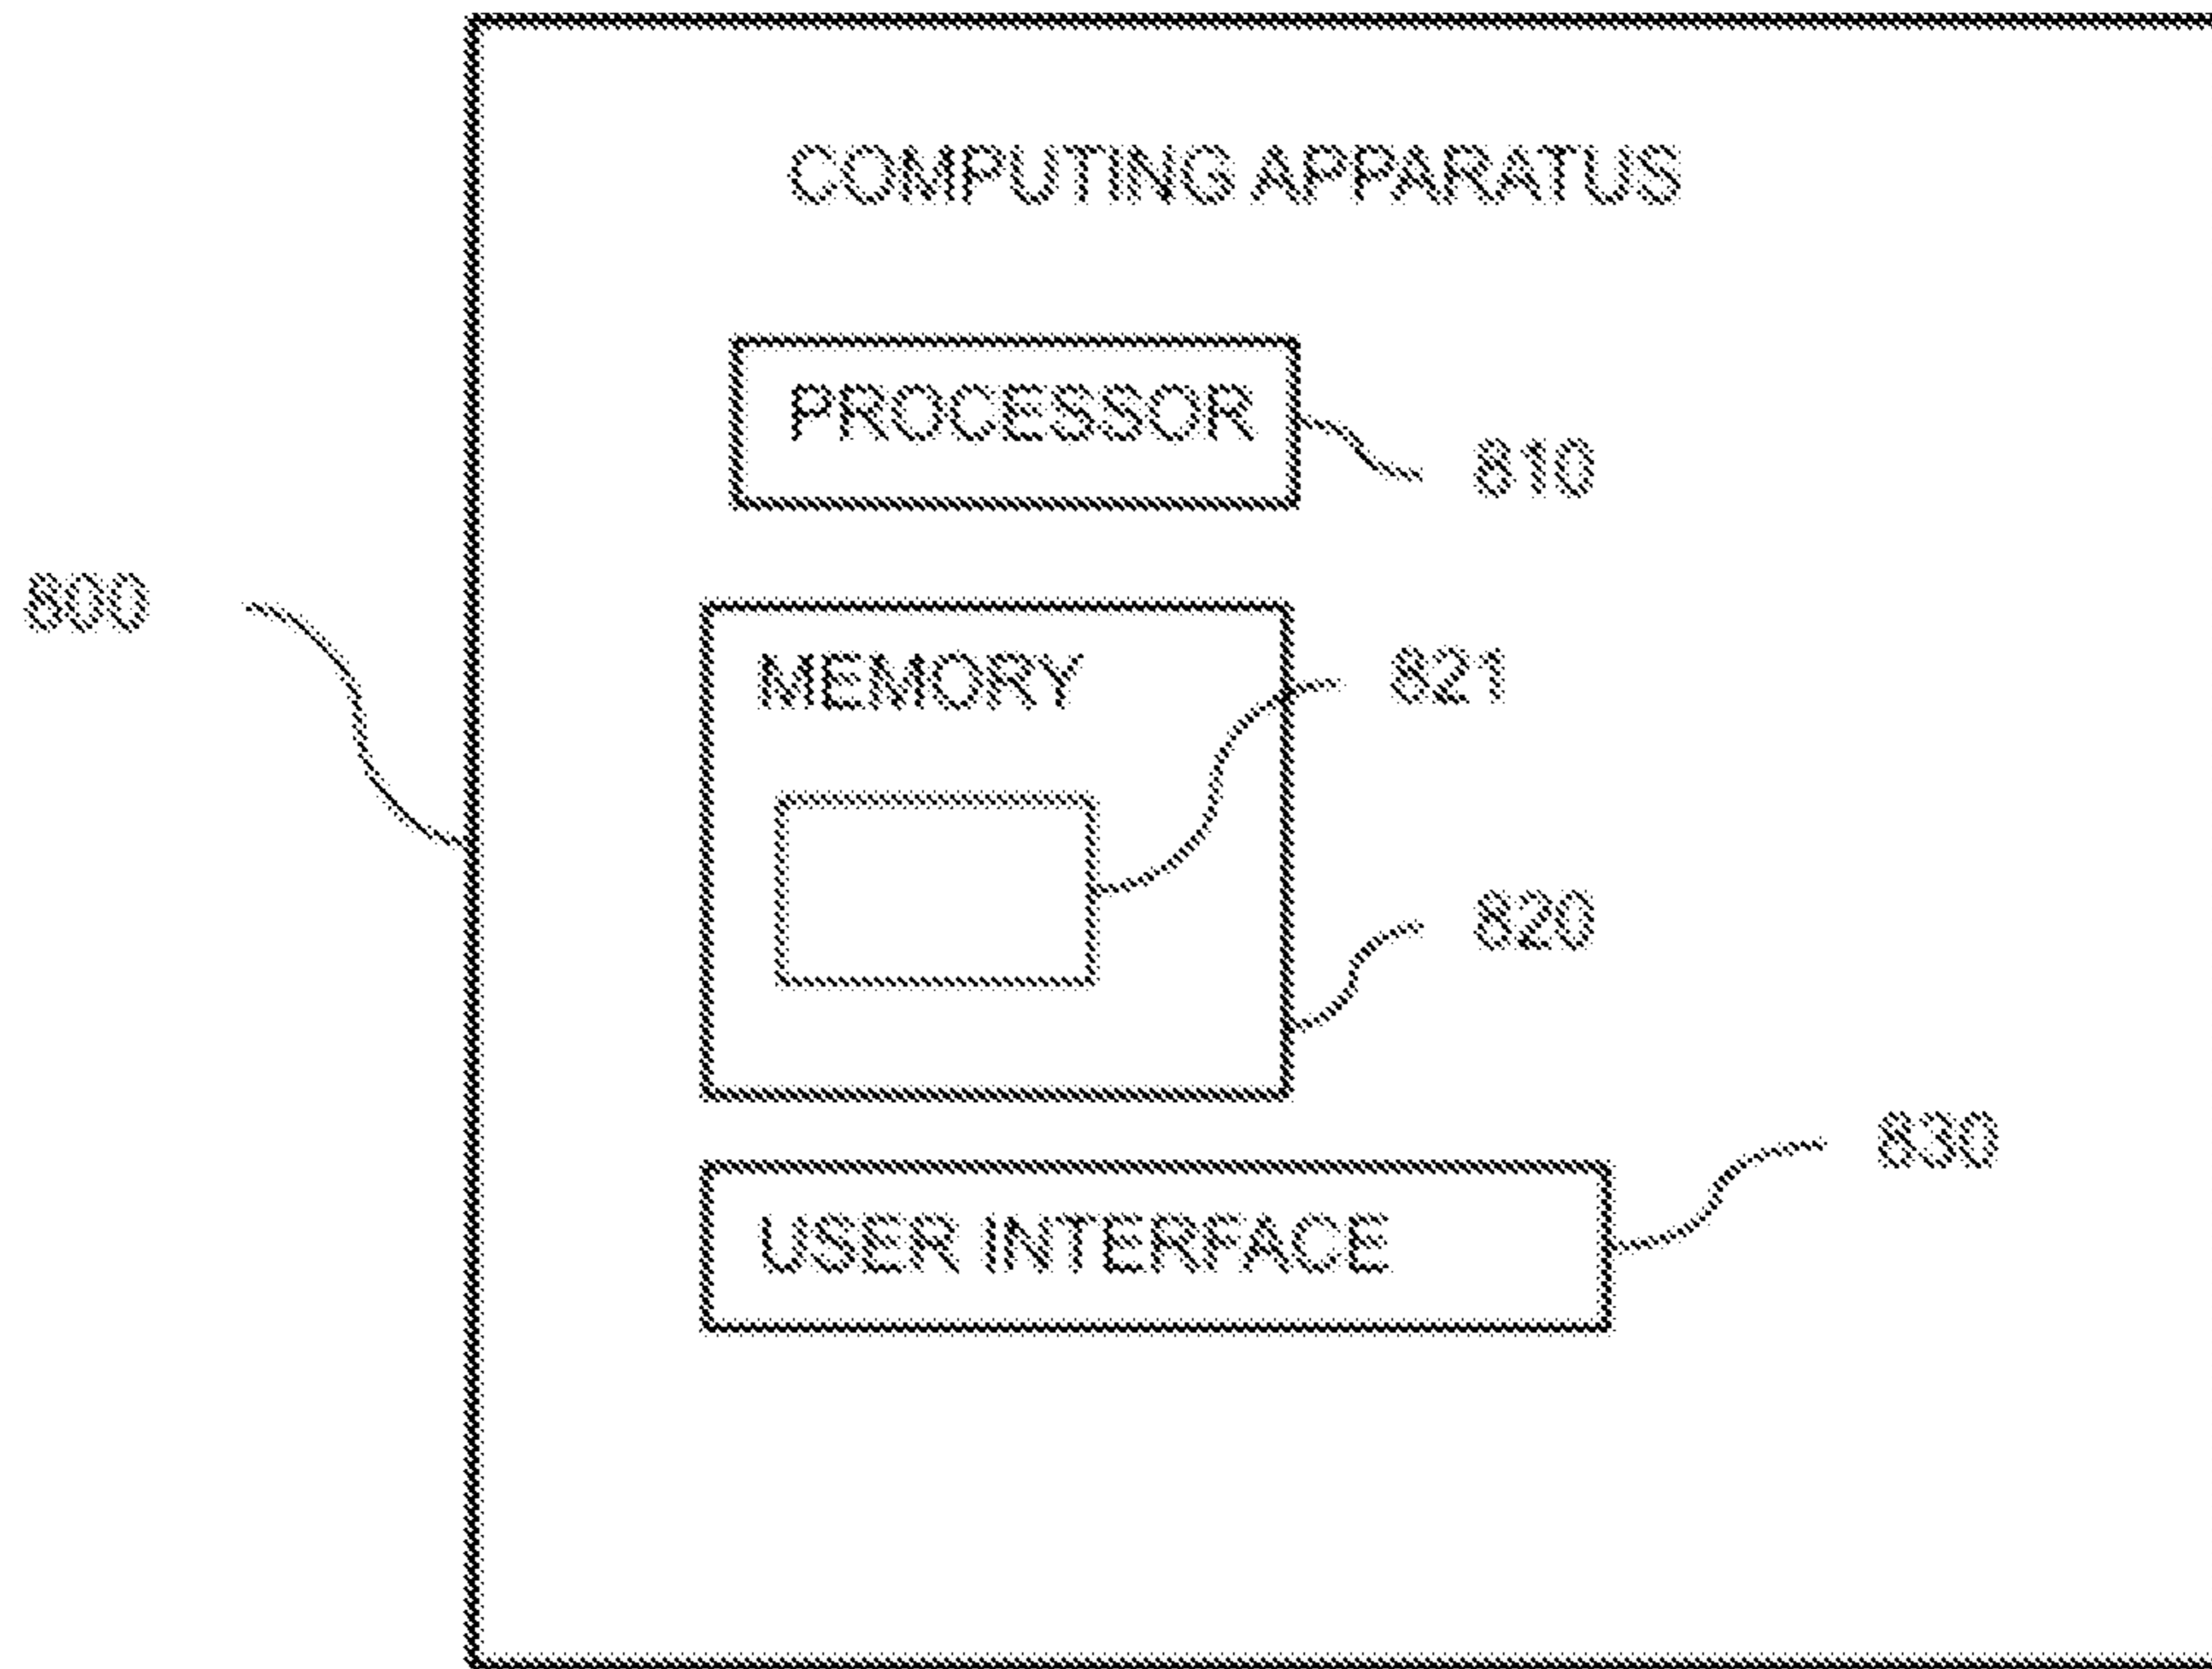 COMPUTING APPARATUS
PROCESSOR
810
800
MEMORY
821
820
830
USER INTERFACE